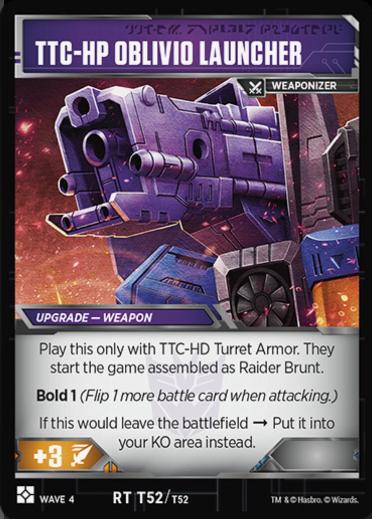 TTC-HP OBLIVIO LAUNCHER
WEAPONIZER
UPGRADE — WEAPON
Play this only with TTC-HD Turret Armor. They
start the game assembled as Raider Brunt.
Bold 1 (Flip 1 more battle card when attacking.)
If this would leave the battlefield → Put it into
your KO area instead.
+3
WAVE 4 RT T52/T52 TM & © Hasbro. © Wizards.